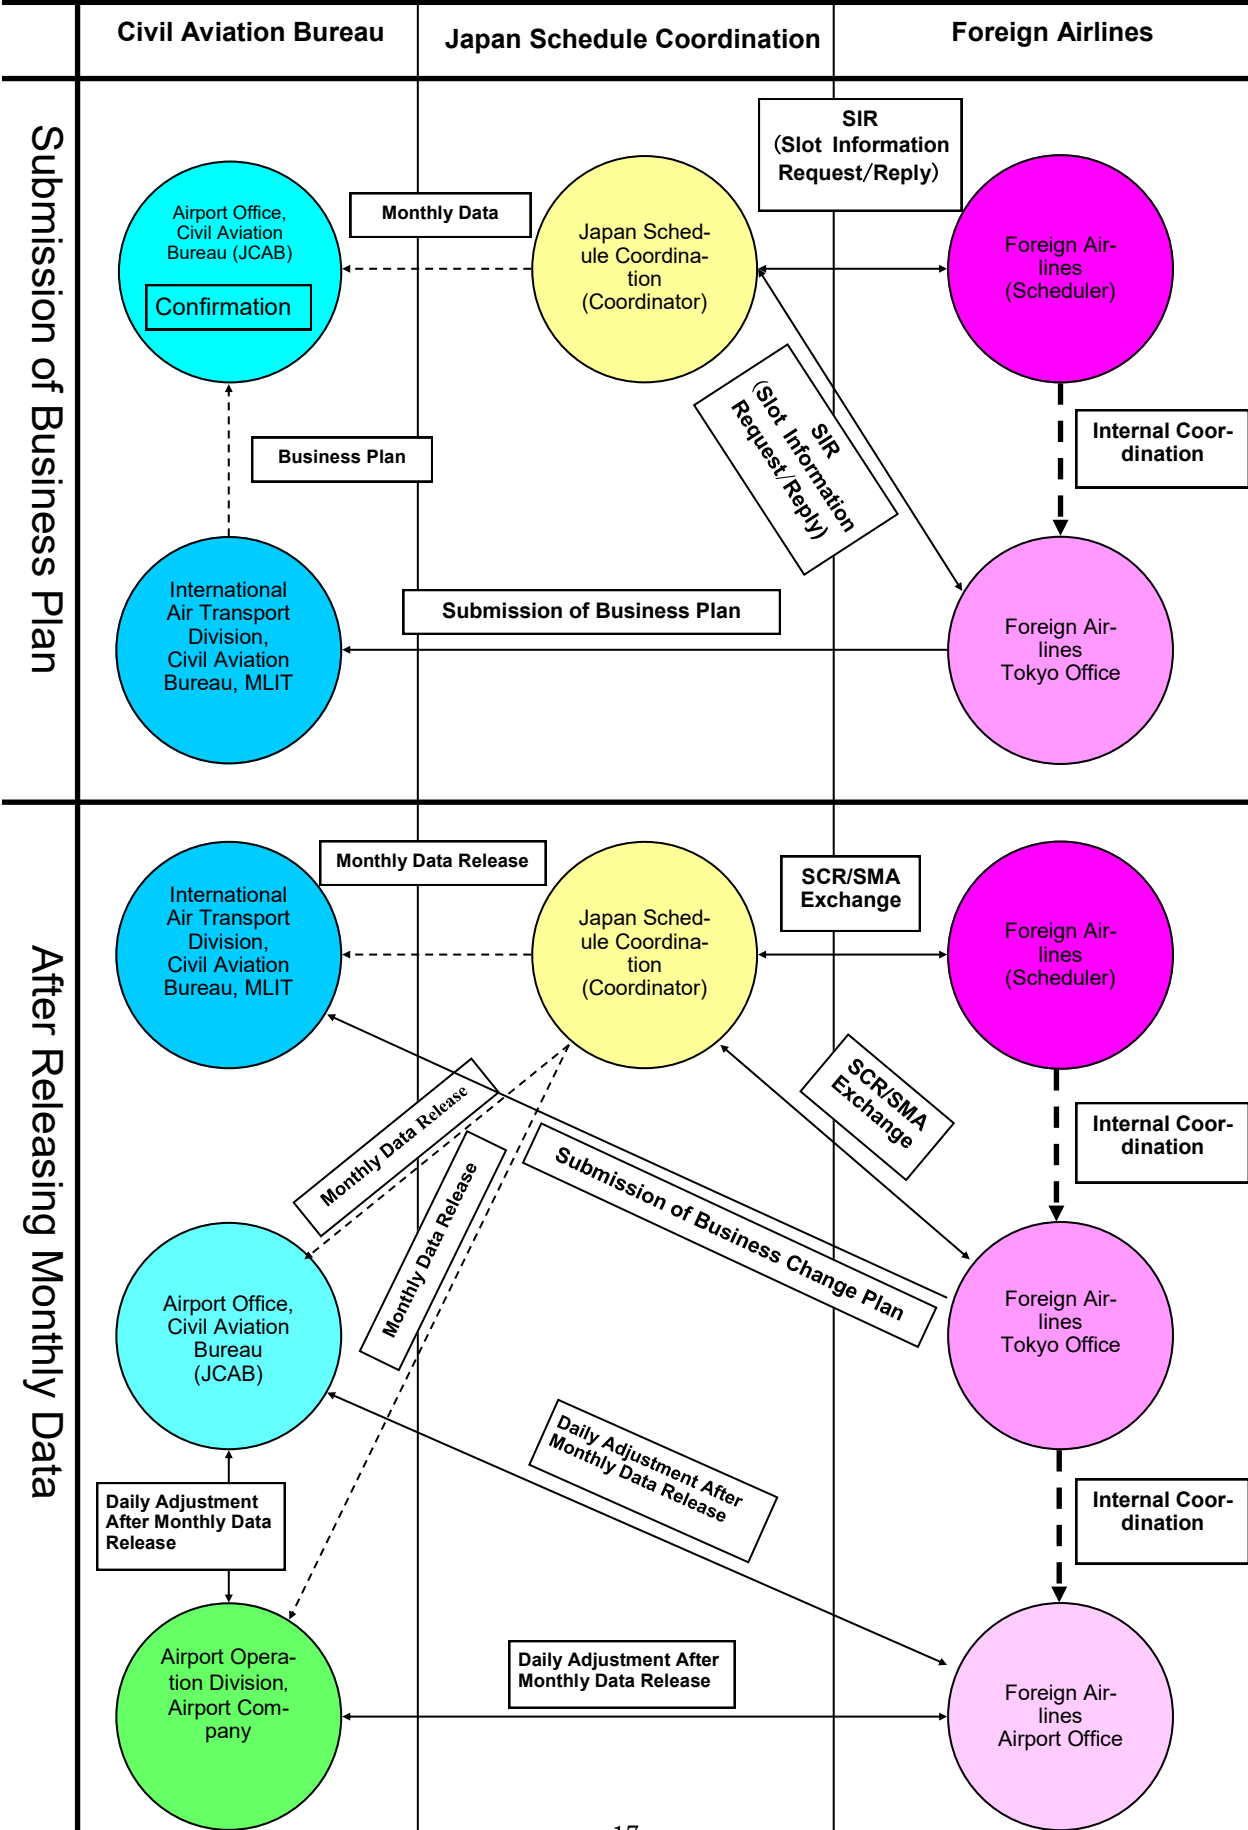 Civil Aviation Bureau
Japan Schedule Coordination
Foreign Airlines
Submission of Business Plan
SIR
(Slot Information
Request/Reply)
Airport Office,
Civil Aviation
Bureau (JCAB)
Confirmation
Monthly Data
Japan Sched-
ule Coordina-
tion
(Coordinator)
Foreign Air-
lines
(Scheduler)
SIR
(Slot Information
Request/Reply)
Internal Coor-
dination
Business Plan
International
Air Transport
Division,
Civil Aviation
Bureau, MLIT
Submission of Business Plan
Foreign Air-
lines
Tokyo Office
After Releasing Monthly Data
International
Air Transport
Division,
Civil Aviation
Bureau, MLIT
Monthly Data Release
Japan Sched-
ule Coordina-
tion
(Coordinator)
SCR/SMA
Exchange
Foreign Air-
lines
(Scheduler)
SCR/SMA
Exchange
Internal Coor-
dination
Monthly Data Release
Monthly Data Release
Submission of Business Change Plan
Airport Office,
Civil Aviation
Bureau
(JCAB)
Foreign Air-
lines
Tokyo Office
Daily Adjustment After
Monthly Data Release
Daily Adjustment
After Monthly Data
Release
Internal Coor-
dination
Airport Opera-
tion Division,
Airport Com-
pany
Daily Adjustment After
Monthly Data Release
Foreign Air-
lines
Airport Office
17